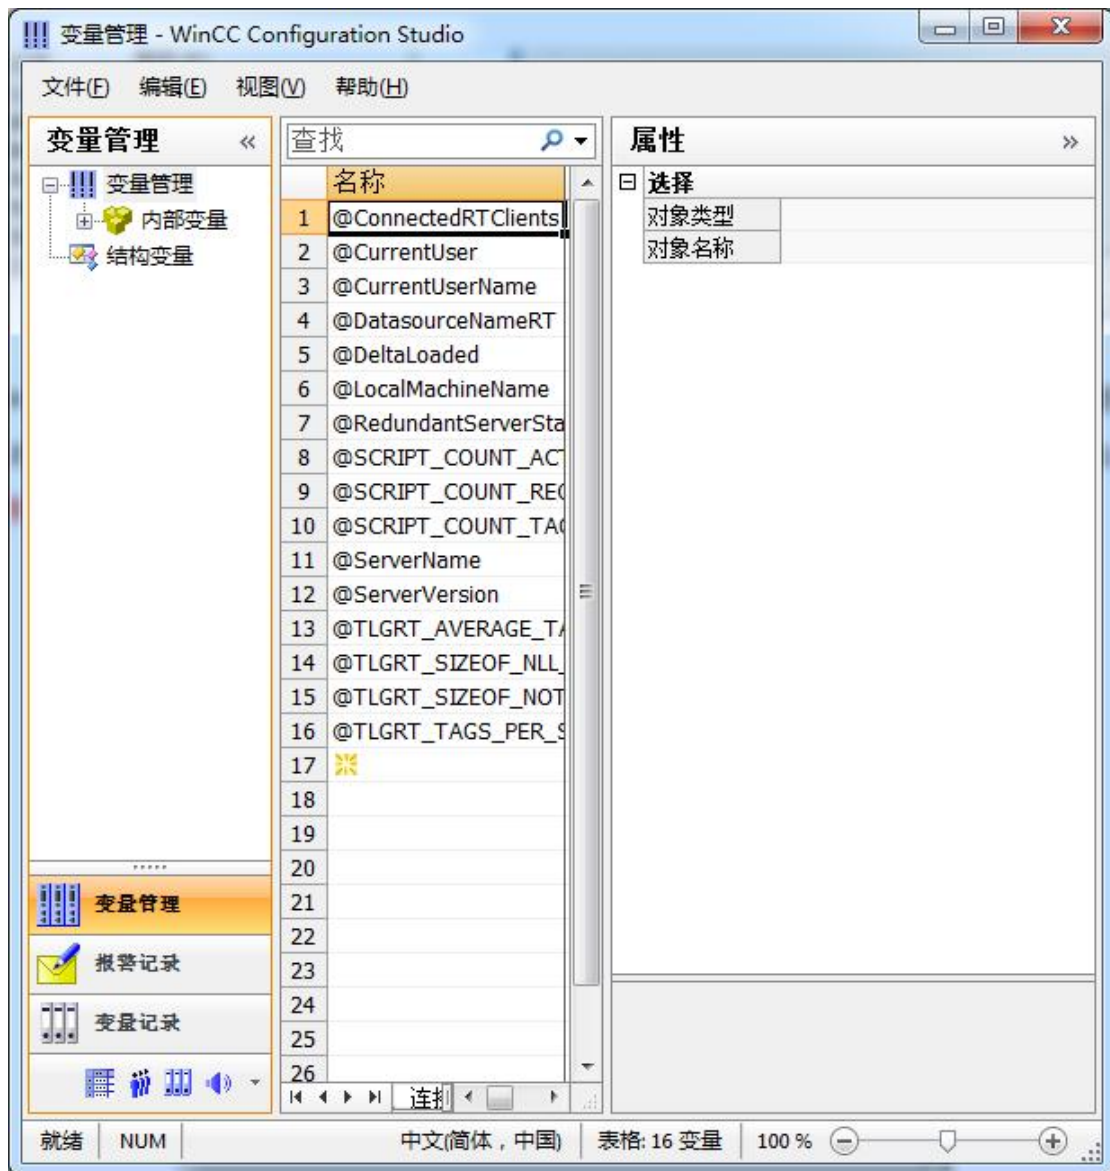 变量管理 - WinCC Configuration Studio
文件(F) 编辑(E) 视图(V) 帮助(H)
变量管理 «
变量管理
内部变量
结构变量
变量管理
报警记录
变量记录
查找
名称
1 @ConnectedRTClients
2 @CurrentUser
3 @CurrentUserName
4 @DatasourceNameRT
5 @DeltaLoaded
6 @LocalMachineName
7 @RedundantServerSta
8 @SCRIPT_COUNT_ACT
9 @SCRIPT_COUNT_REQ
10 @SCRIPT_COUNT_TAG
11 @ServerName
12 @ServerVersion
13 @TLGRT_AVERAGE_TA
14 @TLGRT_SIZEOF_NLL_
15 @TLGRT_SIZEOF_NOT
16 @TLGRT_TAGS_PER_S
17
18
19
20
21
22
23
24
25
26
属性 »
选择
对象类型
对象名称
就绪 NUM 中文(简体，中国) 表格: 16 变量 100 %